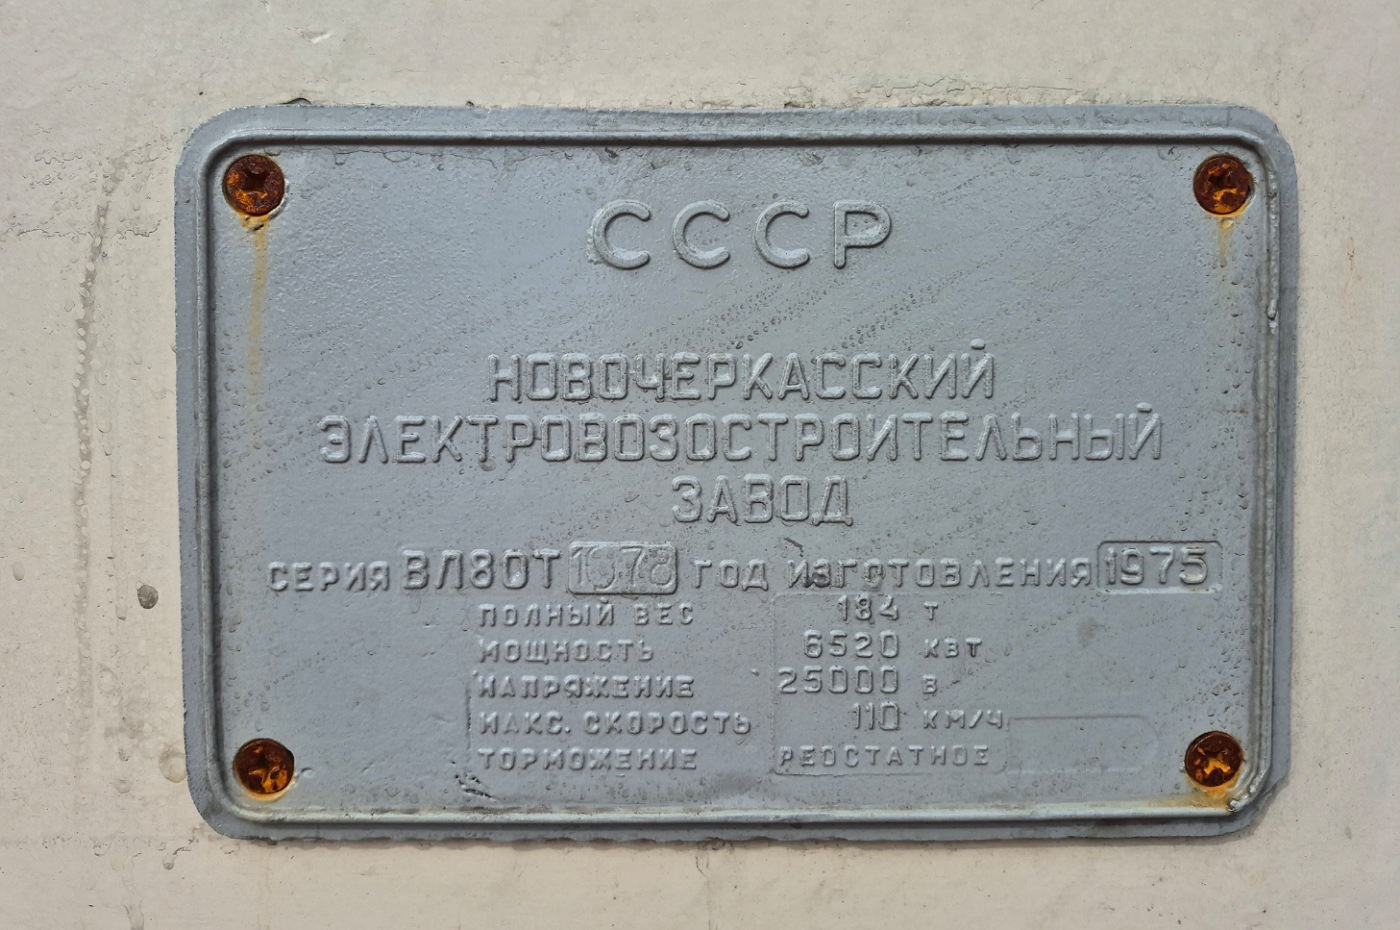 СССР
НОВОЧЕРКАССКИЙ
ЭЛЕКТРОВОЗОСТРОИТЕЛЬНЫЙ
ЗАВОД
СЕРИЯ ВЛ80Т 1078 ГОД ИЗГОТОВЛЕНИЯ 1975
ПОЛНЫЙ ВЕС 184 Т
МОЩНОСТЬ 6520 КВТ
НАПРЯЖЕНИЕ 25000 В
МАКС. СКОРОСТЬ 110 КМ/Ч
ТОРМОЖЕНИЕ РЕОСТАТНОЕ